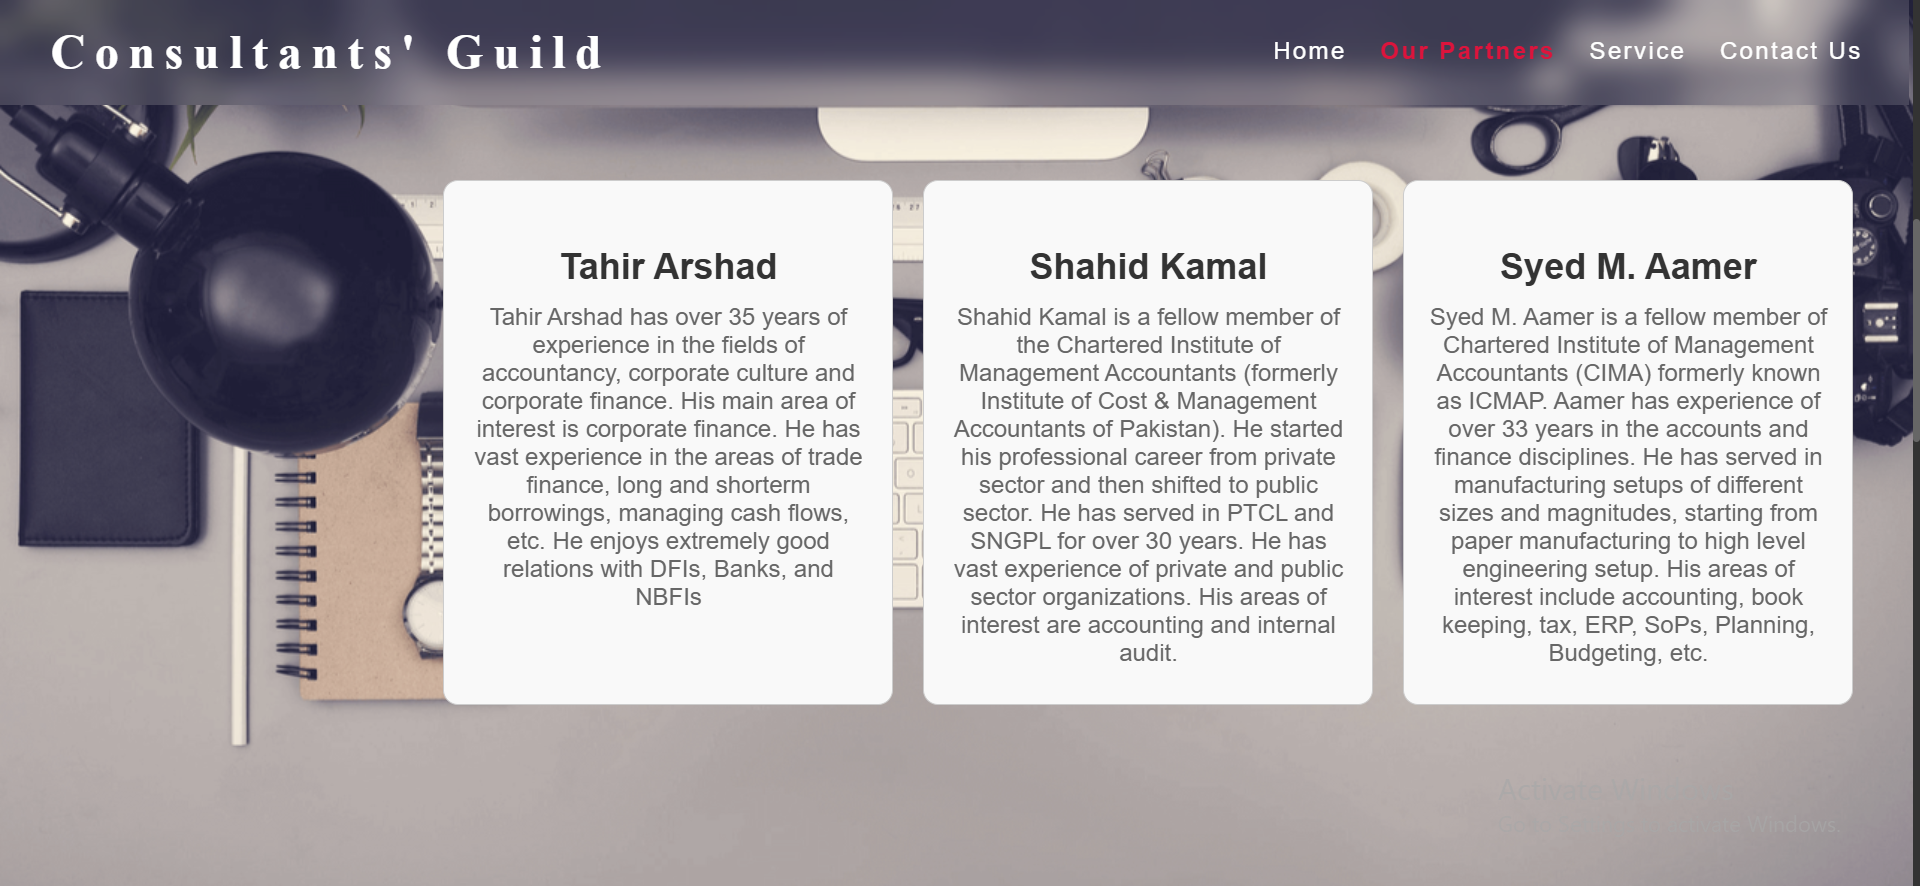 Consultants' Guild
Home Our Partners Service Contact Us
Tahir Arshad
Tahir Arshad has over 35 years of
experience in the fields of
accountancy, corporate culture and
corporate finance. His main area of
interest is corporate finance. He has
vast experience in the areas of trade
finance, long and shorterm
borrowings, managing cash flows,
etc. He enjoys extremely good
relations with DFIs, Banks, and
NBFIs
Shahid Kamal
Shahid Kamal is a fellow member of
the Chartered Institute of
Management Accountants (formerly
Institute of Cost & Management
Accountants of Pakistan). He started
his professional career from private
sector and then shifted to public
sector. He has served in PTCL and
SNGPL for over 30 years. He has
vast experience of private and public
sector organizations. His areas of
interest are accounting and internal
audit.
Syed M. Aamer
Syed M. Aamer is a fellow member of
Chartered Institute of Management
Accountants (CIMA) formerly known
as ICMAP. Aamer has experience of
over 33 years in the accounts and
finance disciplines. He has served in
manufacturing setups of different
sizes and magnitudes, starting from
paper manufacturing to high level
engineering setup. His areas of
interest include accounting, book
keeping, tax, ERP, SoPs, Planning,
Budgeting, etc.
Activate
Windows.